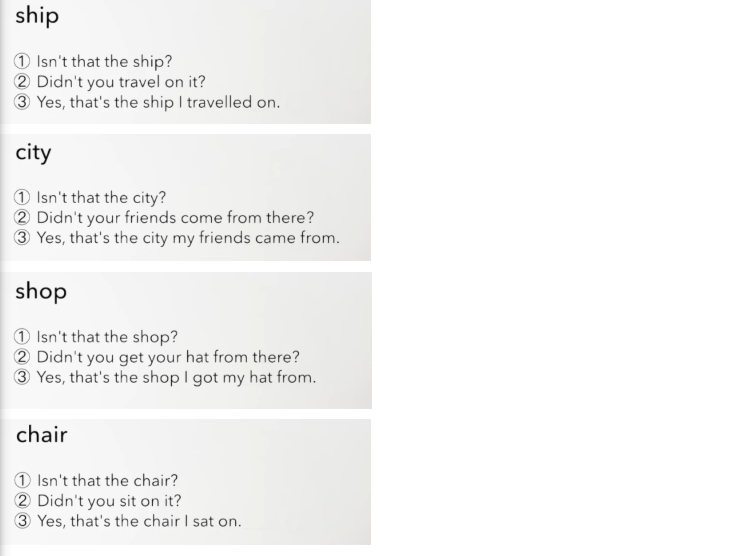 ship
① Isn't that the ship?
② Didn't you travel on it?
③ Yes, that's the ship I travelled on.
city
① Isn't that the city?
② Didn't your friends come from there?
③ Yes, that's the city my friends came from.
shop
① Isn't that the shop?
② Didn't you get your hat from there?
③ Yes, that's the shop I got my hat from.
chair
① Isn't that the chair?
② Didn't you sit on it?
③ Yes, that's the chair I sat on.